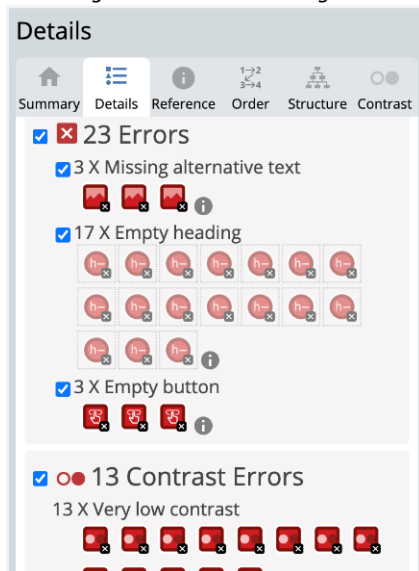 Details
Summary Details Reference Order Structure Contrast
23 Errors
3 X Missing alternative text
17 X Empty heading
3 X Empty button
13 Contrast Errors
13 X Very low contrast